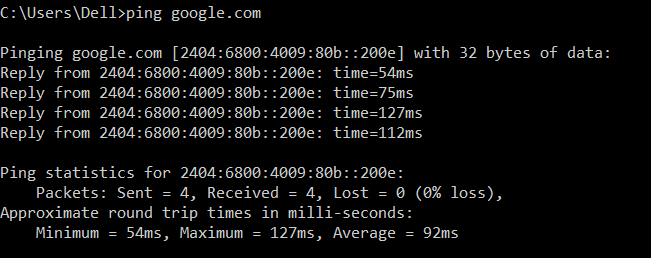 C:\Users\Dell>ping google.com
Pinging google.com [2404:6800:4009:80b::200e] with 32 bytes of data:
Reply from 2404:6800:4009:80b::200e: time=54ms
Reply from 2404:6800:4009:80b::200e: time=75ms
Reply from 2404:6800:4009:80b::200e: time=127ms
Reply from 2404:6800:4009:80b::200e: time=112ms
Ping statistics for 2404:6800:4009:80b::200e:
    Packets: Sent = 4, Received = 4, Lost = 0 (0% loss),
Approximate round trip times in milli-seconds:
    Minimum = 54ms, Maximum = 127ms, Average = 92ms